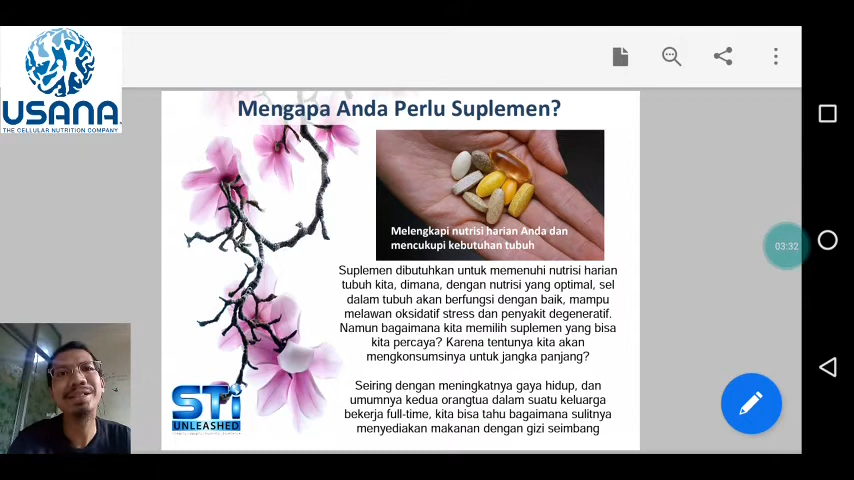 USANA
THE CELLULAR NUTRITION COMPANY
Mengapa Anda Perlu Suplemen?
Melengkapi nutrisi harian Anda dan
mencukupi kebutuhan tubuh
Suplemen dibutuhkan untuk memenuhi nutrisi harian
tubuh kita, dimana, dengan nutrisi yang optimal, sel
dalam tubuh akan berfungsi dengan baik, mampu
melawan oksidatif stress dan penyakit degeneratif.
Namun bagaimana kita memilih suplemen yang bisa
kita percaya? Karena tentunya kita akan
mengkonsumsinya untuk jangka panjang?
Seiring dengan meningkatnya gaya hidup, dan
umumnya kedua orangtua dalam suatu keluarga
bekerja full-time, kita bisa tahu bagaimana sulitnya
menyediakan makanan dengan gizi seimbang
STi
UNLEASHED
03:32